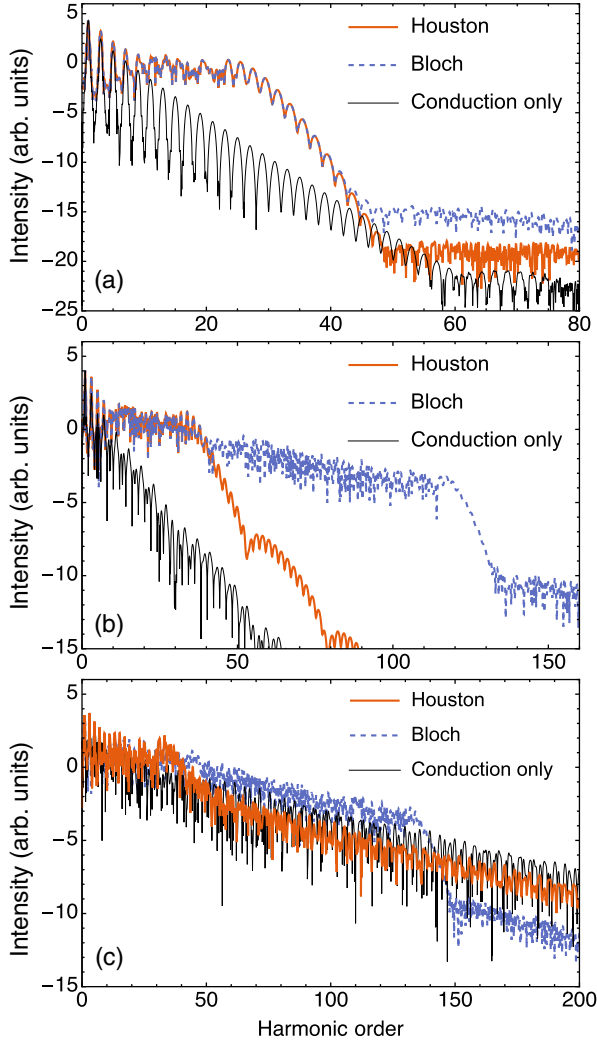 5
0
-5
-10
-15
-20
-25
Intensity (arb. units)
Houston
Bloch
Conduction only
(a)
0 20 40 60 80
5
0
-5
-10
-15
Intensity (arb. units)
Houston
Bloch
Conduction only
(b)
0 50 100 150
5
0
-5
-10
-15
Intensity (arb. units)
Houston
Bloch
Conduction only
(c)
0 50 100 150 200
Harmonic order